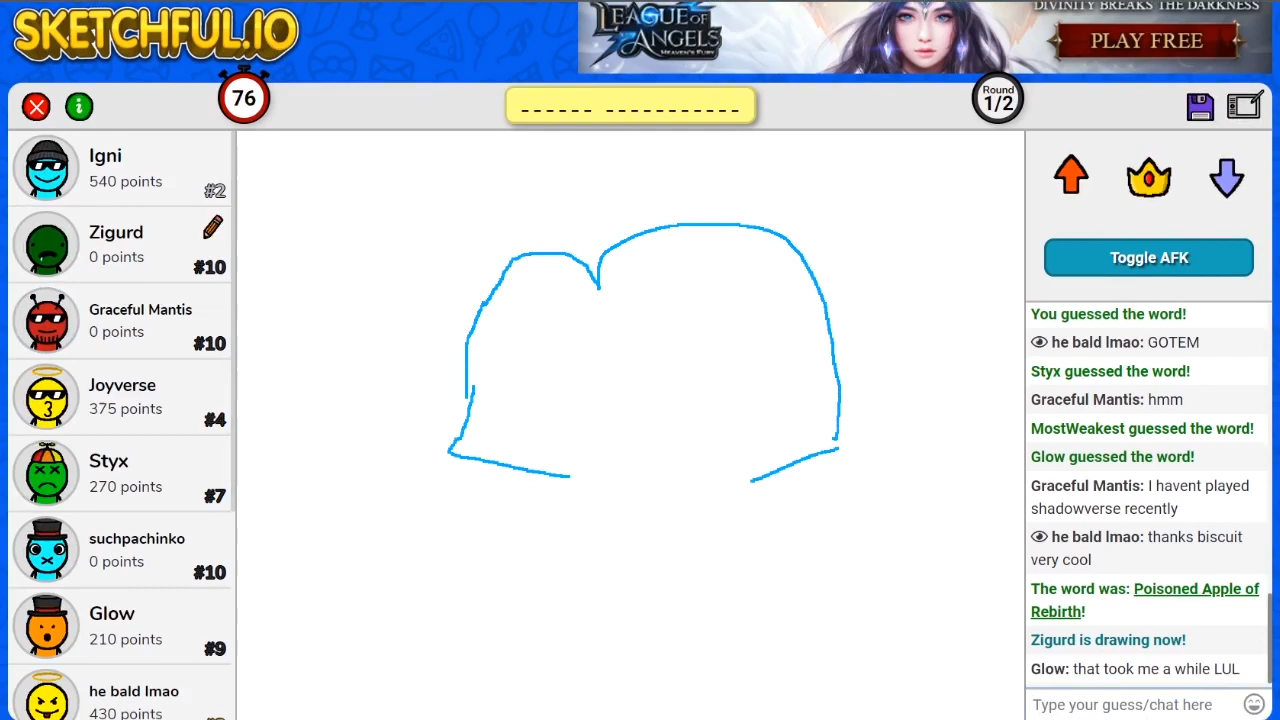 SKETCHFUL.IO
LEAGUE OF
ANGELS
HEAVEN'S FURY
DIVINITY BREAKS THE DARKNESS
PLAY FREE
76
______ ___________
Round
1/2
Igni
540 points
#2
Zigurd
0 points
#10
Graceful Mantis
0 points
#10
Joyverse
375 points
#4
Styx
270 points
#7
suchpachinko
0 points
#10
Glow
210 points
#9
he bald lmao
430 points
Toggle AFK
You guessed the word!
he bald lmao: GOTEM
Styx guessed the word!
Graceful Mantis: hmm
MostWeakest guessed the word!
Glow guessed the word!
Graceful Mantis: I havent played
shadowverse recently
he bald lmao: thanks biscuit
very cool
The word was: Poisoned Apple of
Rebirth!
Zigurd is drawing now!
Glow: that took me a while LUL
Type your guess/chat here